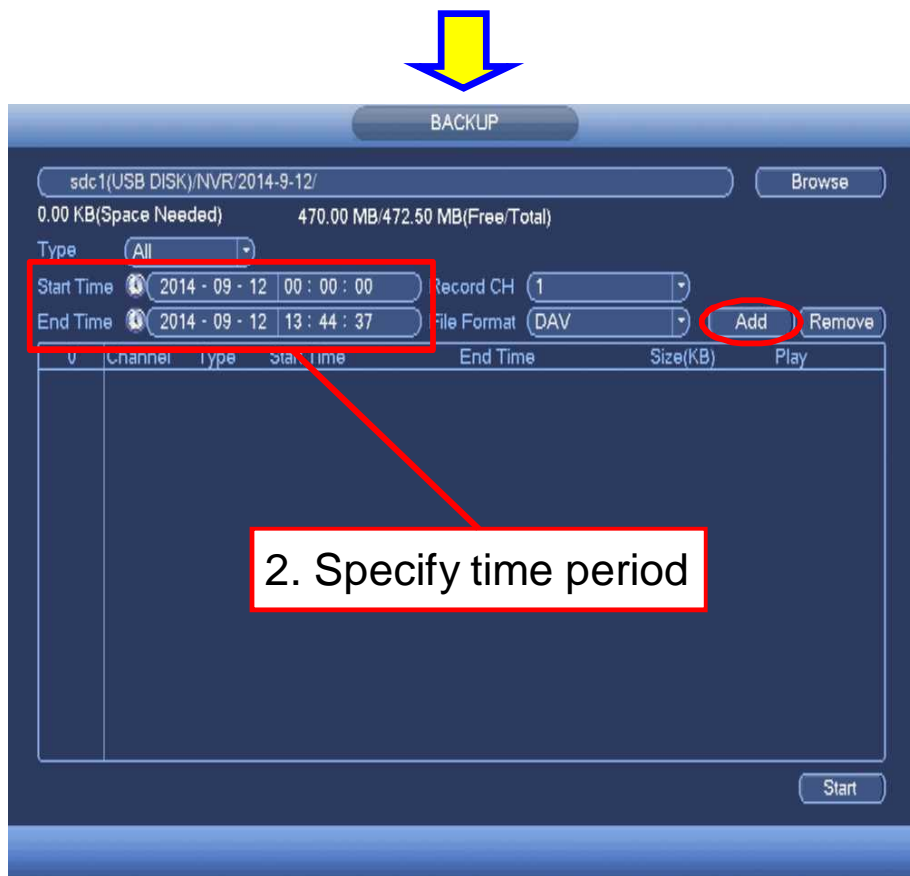 BACKUP
sdc1(USB DISK)/NVR/2014-9-12/ Browse
0.00 KB(Space Needed) 470.00 MB/472.50 MB(Free/Total)
Type All
Start Time 2014 - 09 - 12 00 : 00 : 00 Record CH 1
End Time 2014 - 09 - 12 13 : 44 : 37 File Format DAV Add Remove
0 Channel Type Start Time End Time Size(KB) Play
2. Specify time period
Start